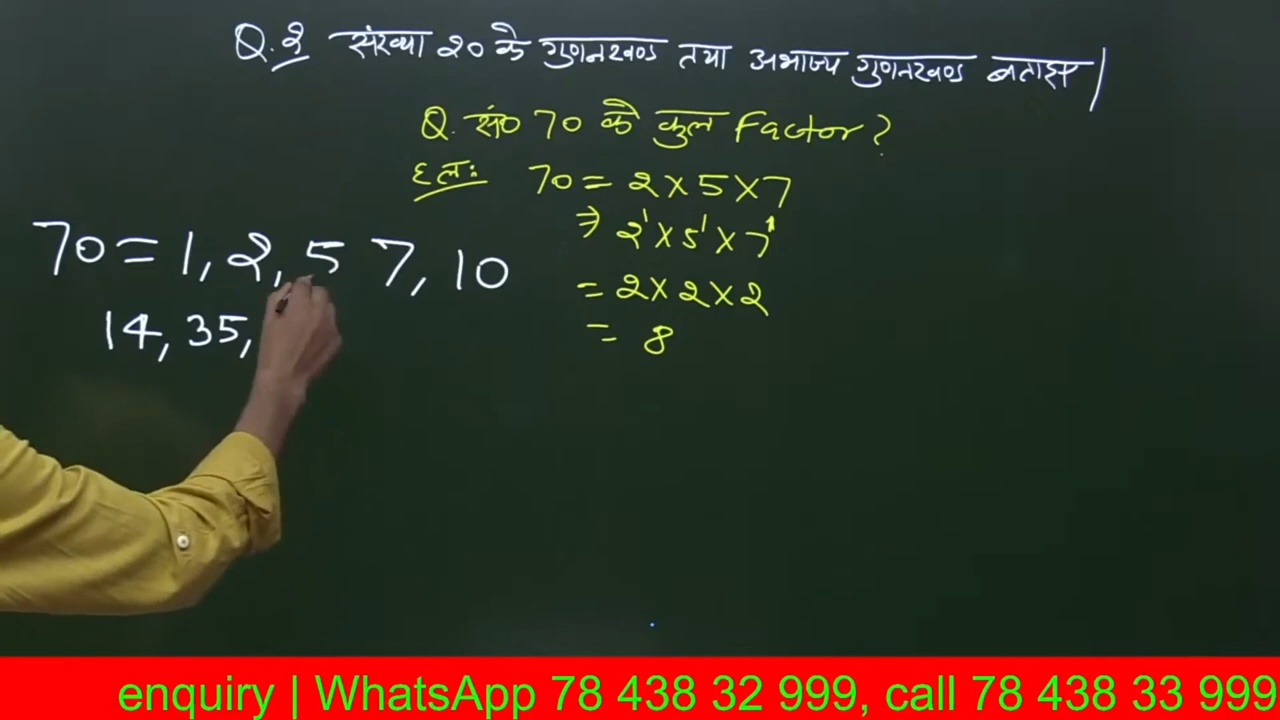 Q.2 संख्या 20 के गुणनखण्ड तथा अभाज्य गुणनखण्ड बताइए|
Q. सं० 70 के कुल Factor?
हल:- 70 = 2×5×7
⇒ 2¹×5¹×7¹
= 2×2×2
= 8
70 = 1, 2, 5 7, 10
14, 35,
enquiry | WhatsApp 78 438 32 999, call 78 438 33 999